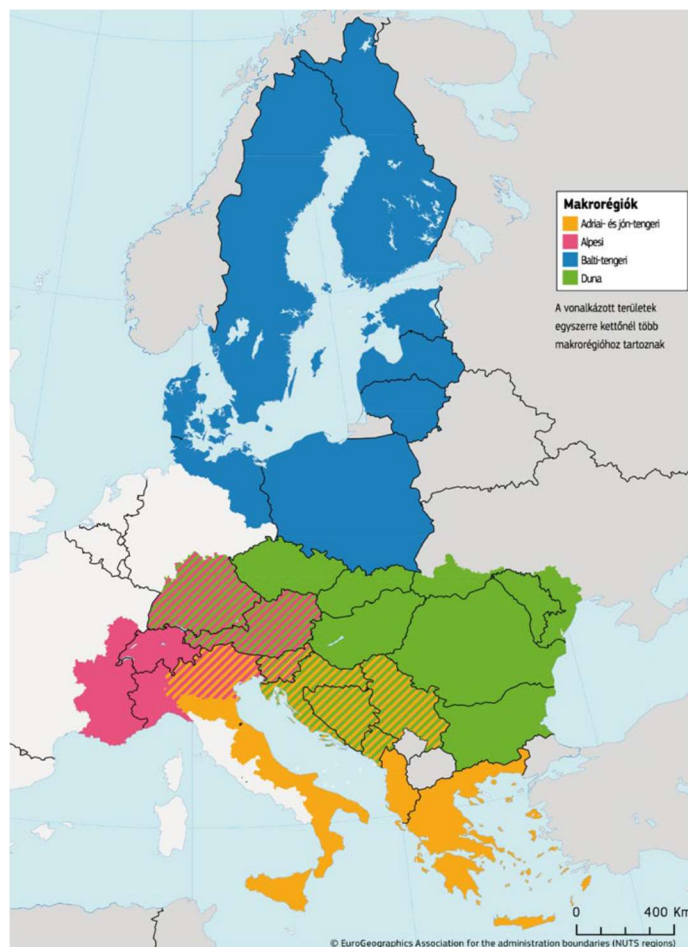 Makrorégiók
Adriai- és jón-tengeri
Alpesi
Balti-tengeri
Duna
A vonalkázott területek
egyszerre kettőnél több
makrorégióhoz tartoznak
0 400 Km
© EuroGeographics Association for the administration boundaries (NUTS regions)